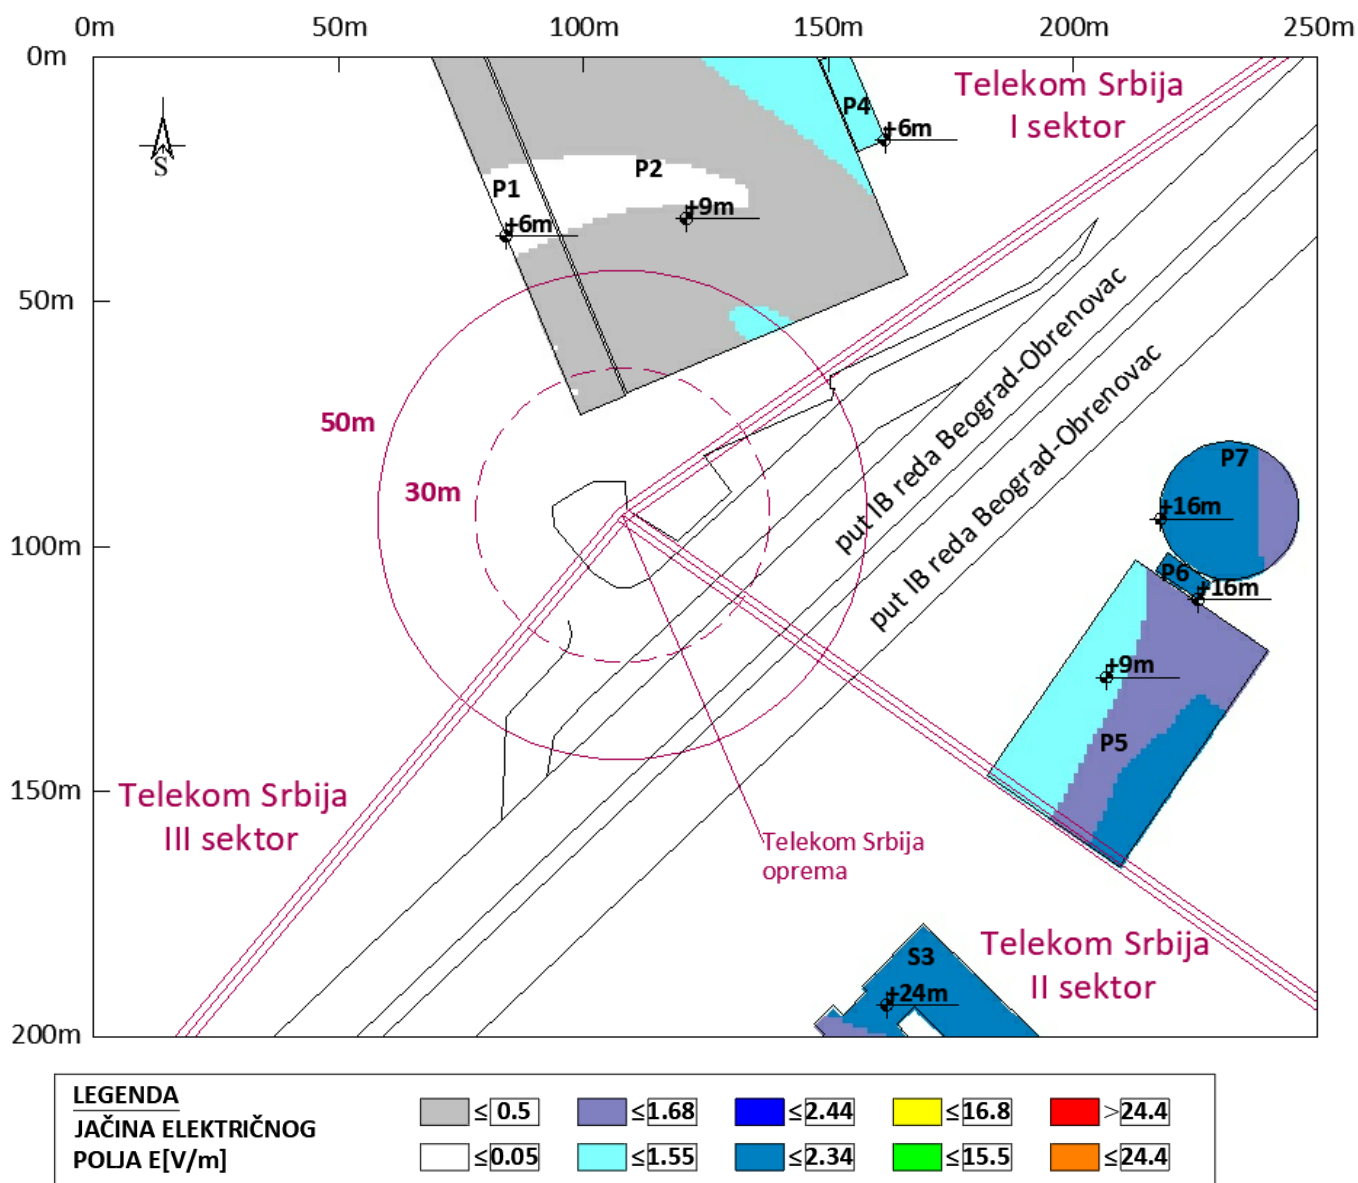 0m 50m 100m 150m 200m 250m
0m
Telekom Srbija
I sektor
P4
+6m
S
P2
P1
+9m
+6m
50m
put IB reda Beograd-Obrenovac
put IB reda Beograd-Obrenovac
50m
30m
P7
+16m
100m
P6
+16m
+9m
P5
150m
Telekom Srbija
III sektor
Telekom Srbija
oprema
Telekom Srbija
II sektor
S3
+24m
200m
LEGENDA
JAČINA ELEKTRIČNOG
POLJA E[V/m]
≤ 0.5 ≤1.68 ≤2.44 ≤16.8 >24.4
≤0.05 ≤1.55 ≤2.34 ≤15.5 ≤24.4